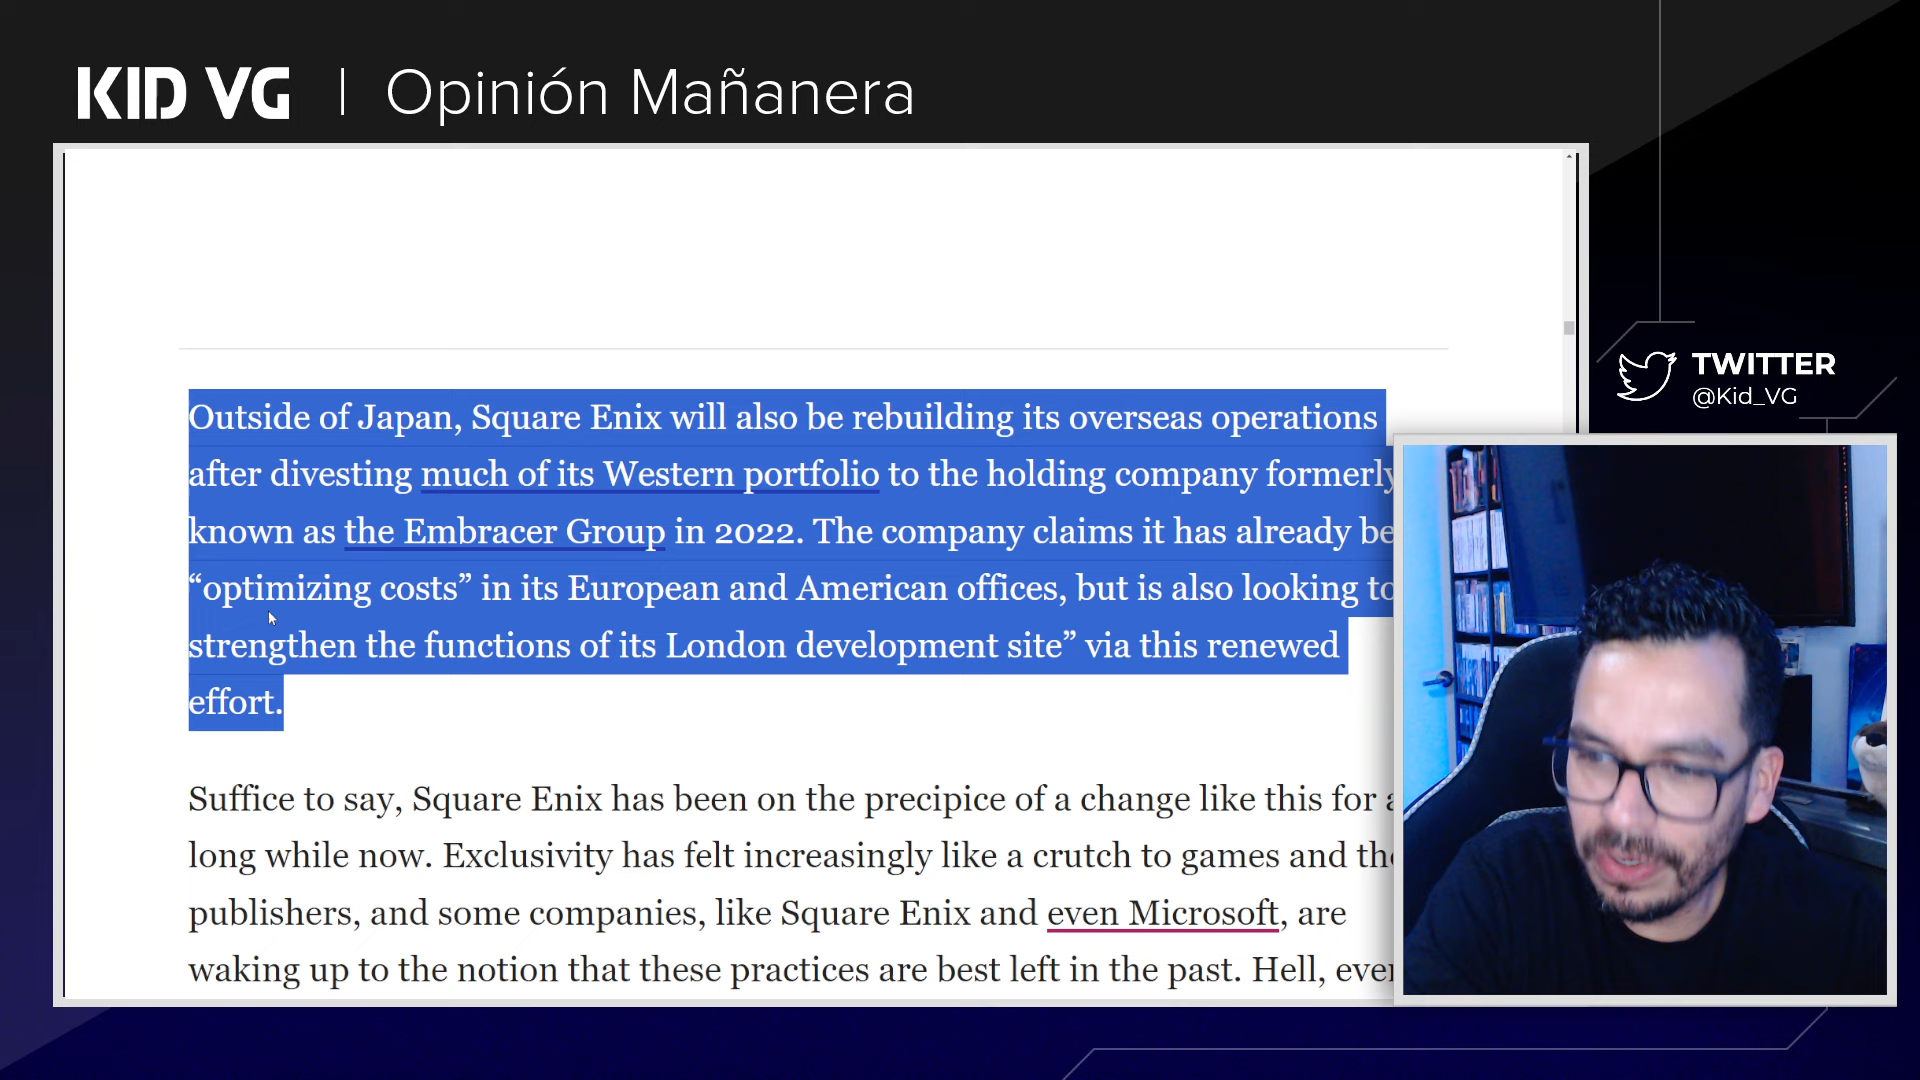 KID VG | Opinión Mañanera
TWITTER
@Kid_VG
Outside of Japan, Square Enix will also be rebuilding its overseas operations
after divesting much of its Western portfolio to the holding company formerly
known as the Embracer Group in 2022. The company claims it has already be
“optimizing costs” in its European and American offices, but is also looking to
strengthen the functions of its London development site” via this renewed
effort.
Suffice to say, Square Enix has been on the precipice of a change like this for a
long while now. Exclusivity has felt increasingly like a crutch to games and the
publishers, and some companies, like Square Enix and even Microsoft, are
waking up to the notion that these practices are best left in the past. Hell, even